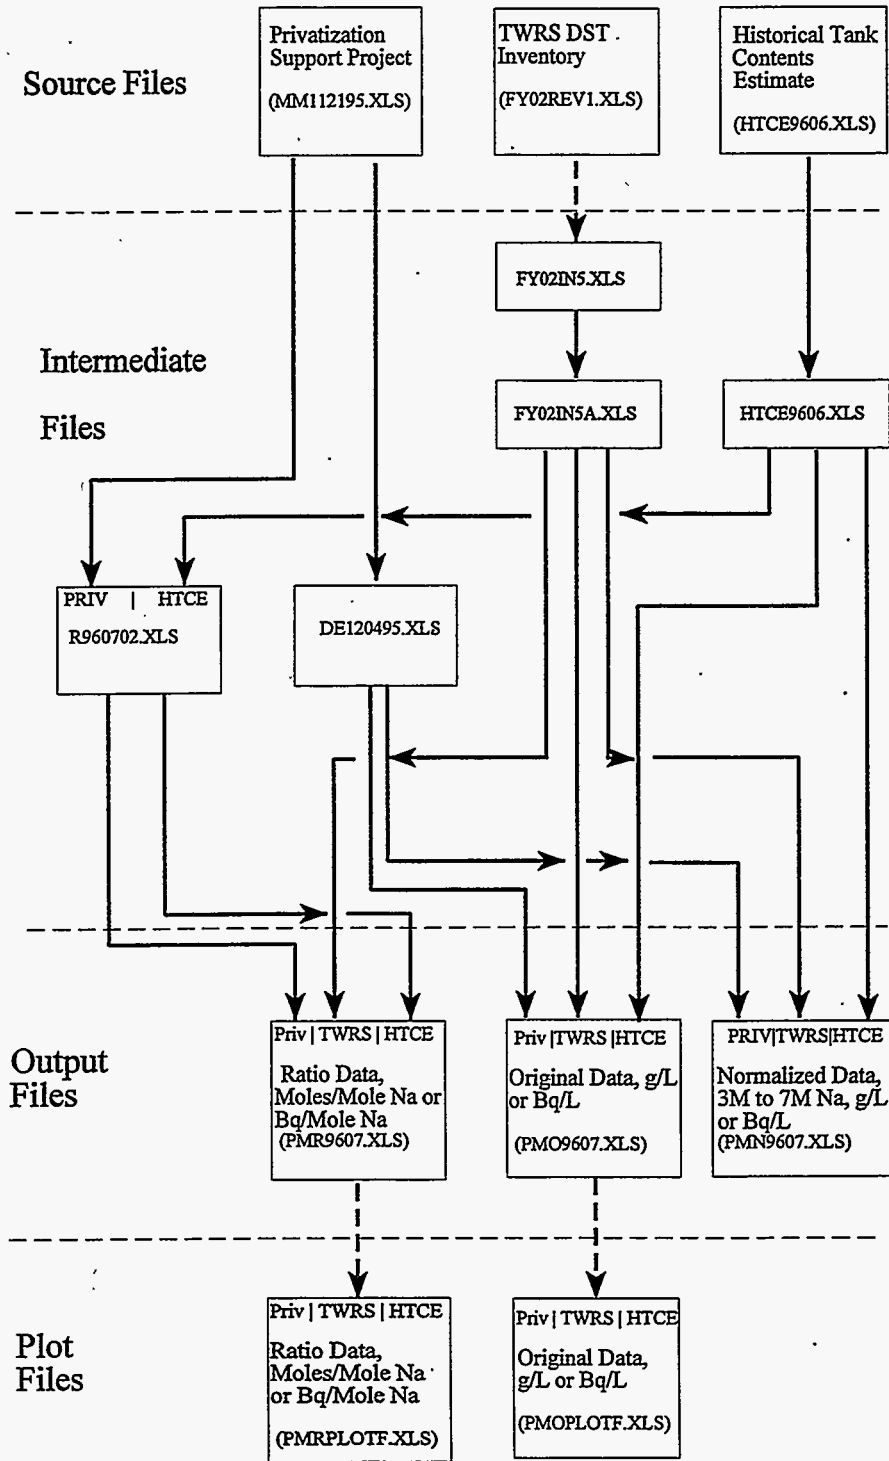 Source Files
Privatization
Support Project
(MM112195.XLS)
TWRS DST
Inventory
(FY02REV1.XLS)
Historical Tank
Contents
Estimate
(HTCE9606.XLS)
Intermediate
Files
FY02IN5.XLS
FY02IN5A.XLS
HTCE9606.XLS
PRIV | HTCE
R960702.XLS
DE120495.XLS
Output
Files
Priv | TWRS | HTCE
Ratio Data,
Moles/Mole Na or
Bq/Mole Na
(PMR9607.XLS)
Priv |TWRS |HTCE
Original Data, g/L
or Bq/L
(PMO9607.XLS)
PRIV|TWRS|HTCE
Normalized Data,
3M to 7M Na, g/L
or Bq/L
(PMN9607.XLS)
Plot
Files
Priv | TWRS | HTCE
Ratio Data,
Moles/Mole Na
or Bq/Mole Na
(PMRPLOTF.XLS)
Priv | TWRS | HTCE
Original Data,
g/L or Bq/L
(PMOPLOTF.XLS)